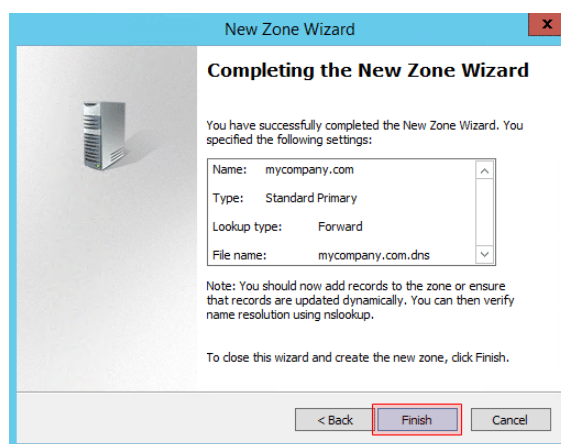 New Zone Wizard
x
Completing the New Zone Wizard
You have successfully completed the New Zone Wizard. You
specified the following settings:
Name: mycompany.com
Type: Standard Primary
Lookup type: Forward
File name: mycompany.com.dns
Note: You should now add records to the zone or ensure
that records are updated dynamically. You can then verify
name resolution using nslookup.
To close this wizard and create the new zone, click Finish.
< Back Finish Cancel